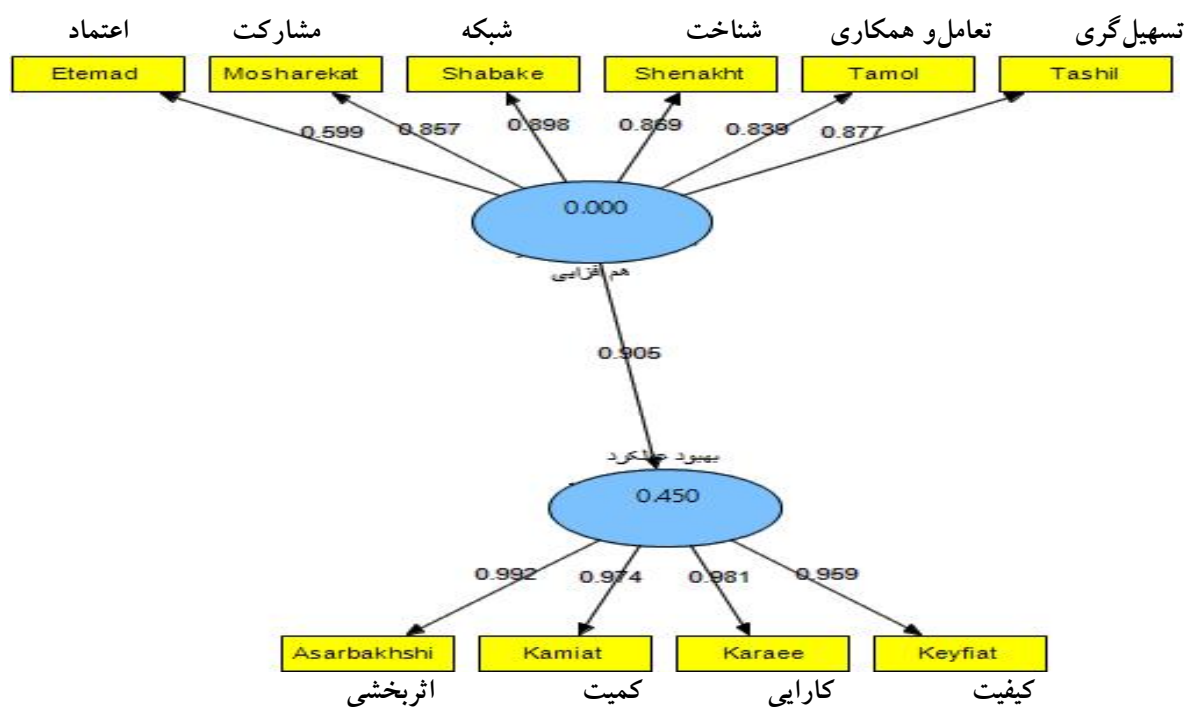 اعتماد مشارکت شبکه شناخت تعامل‌و همکاری تسهیل‌گری
Etemad Mosharekat Shabake Shenakht Tamol Tashil
0.599 0.857 0.898 0.869 0.839 0.877
0.000
هم افزایی
0.905
بهبود عملکرد
0.450
0.992 0.974 0.981 0.959
Asarbakhshi Kamiat Karaee Keyfiat
اثربخشی کمیت کارایی کیفیت